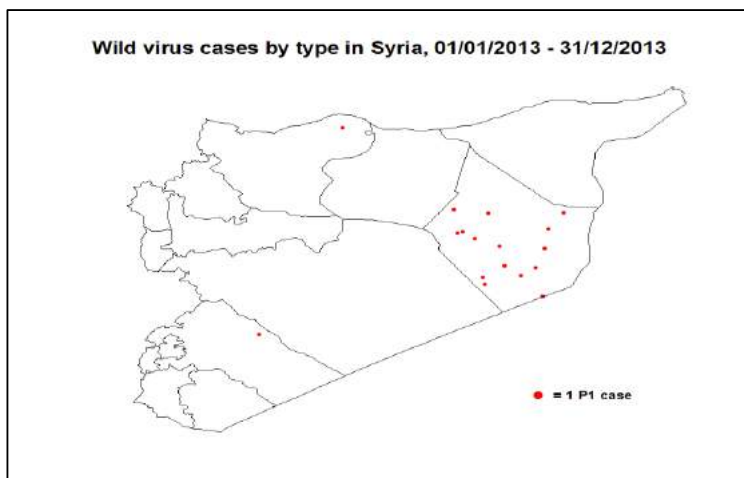 Wild virus cases by type in Syria, 01/01/2013 - 31/12/2013
= 1 P1 case